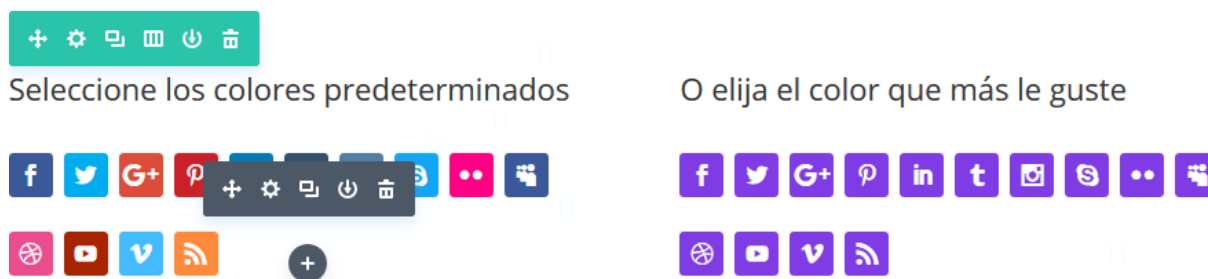 Seleccione los colores predeterminados
O elija el color que más le guste